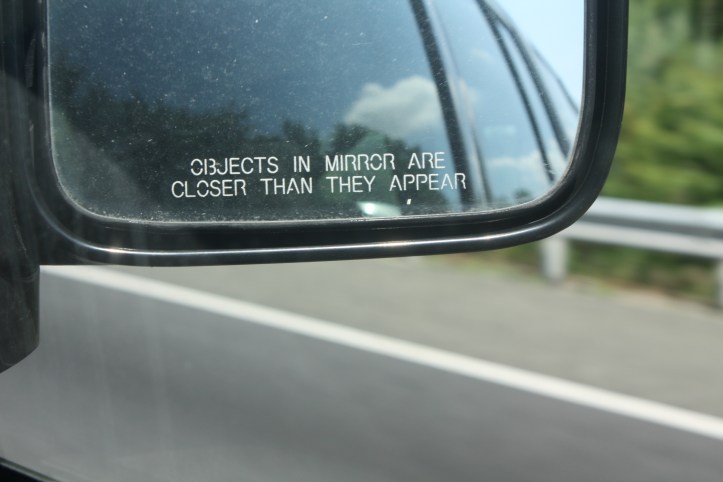 OBJECTS IN MIRROR ARE
CLOSER THAN THEY APPEAR